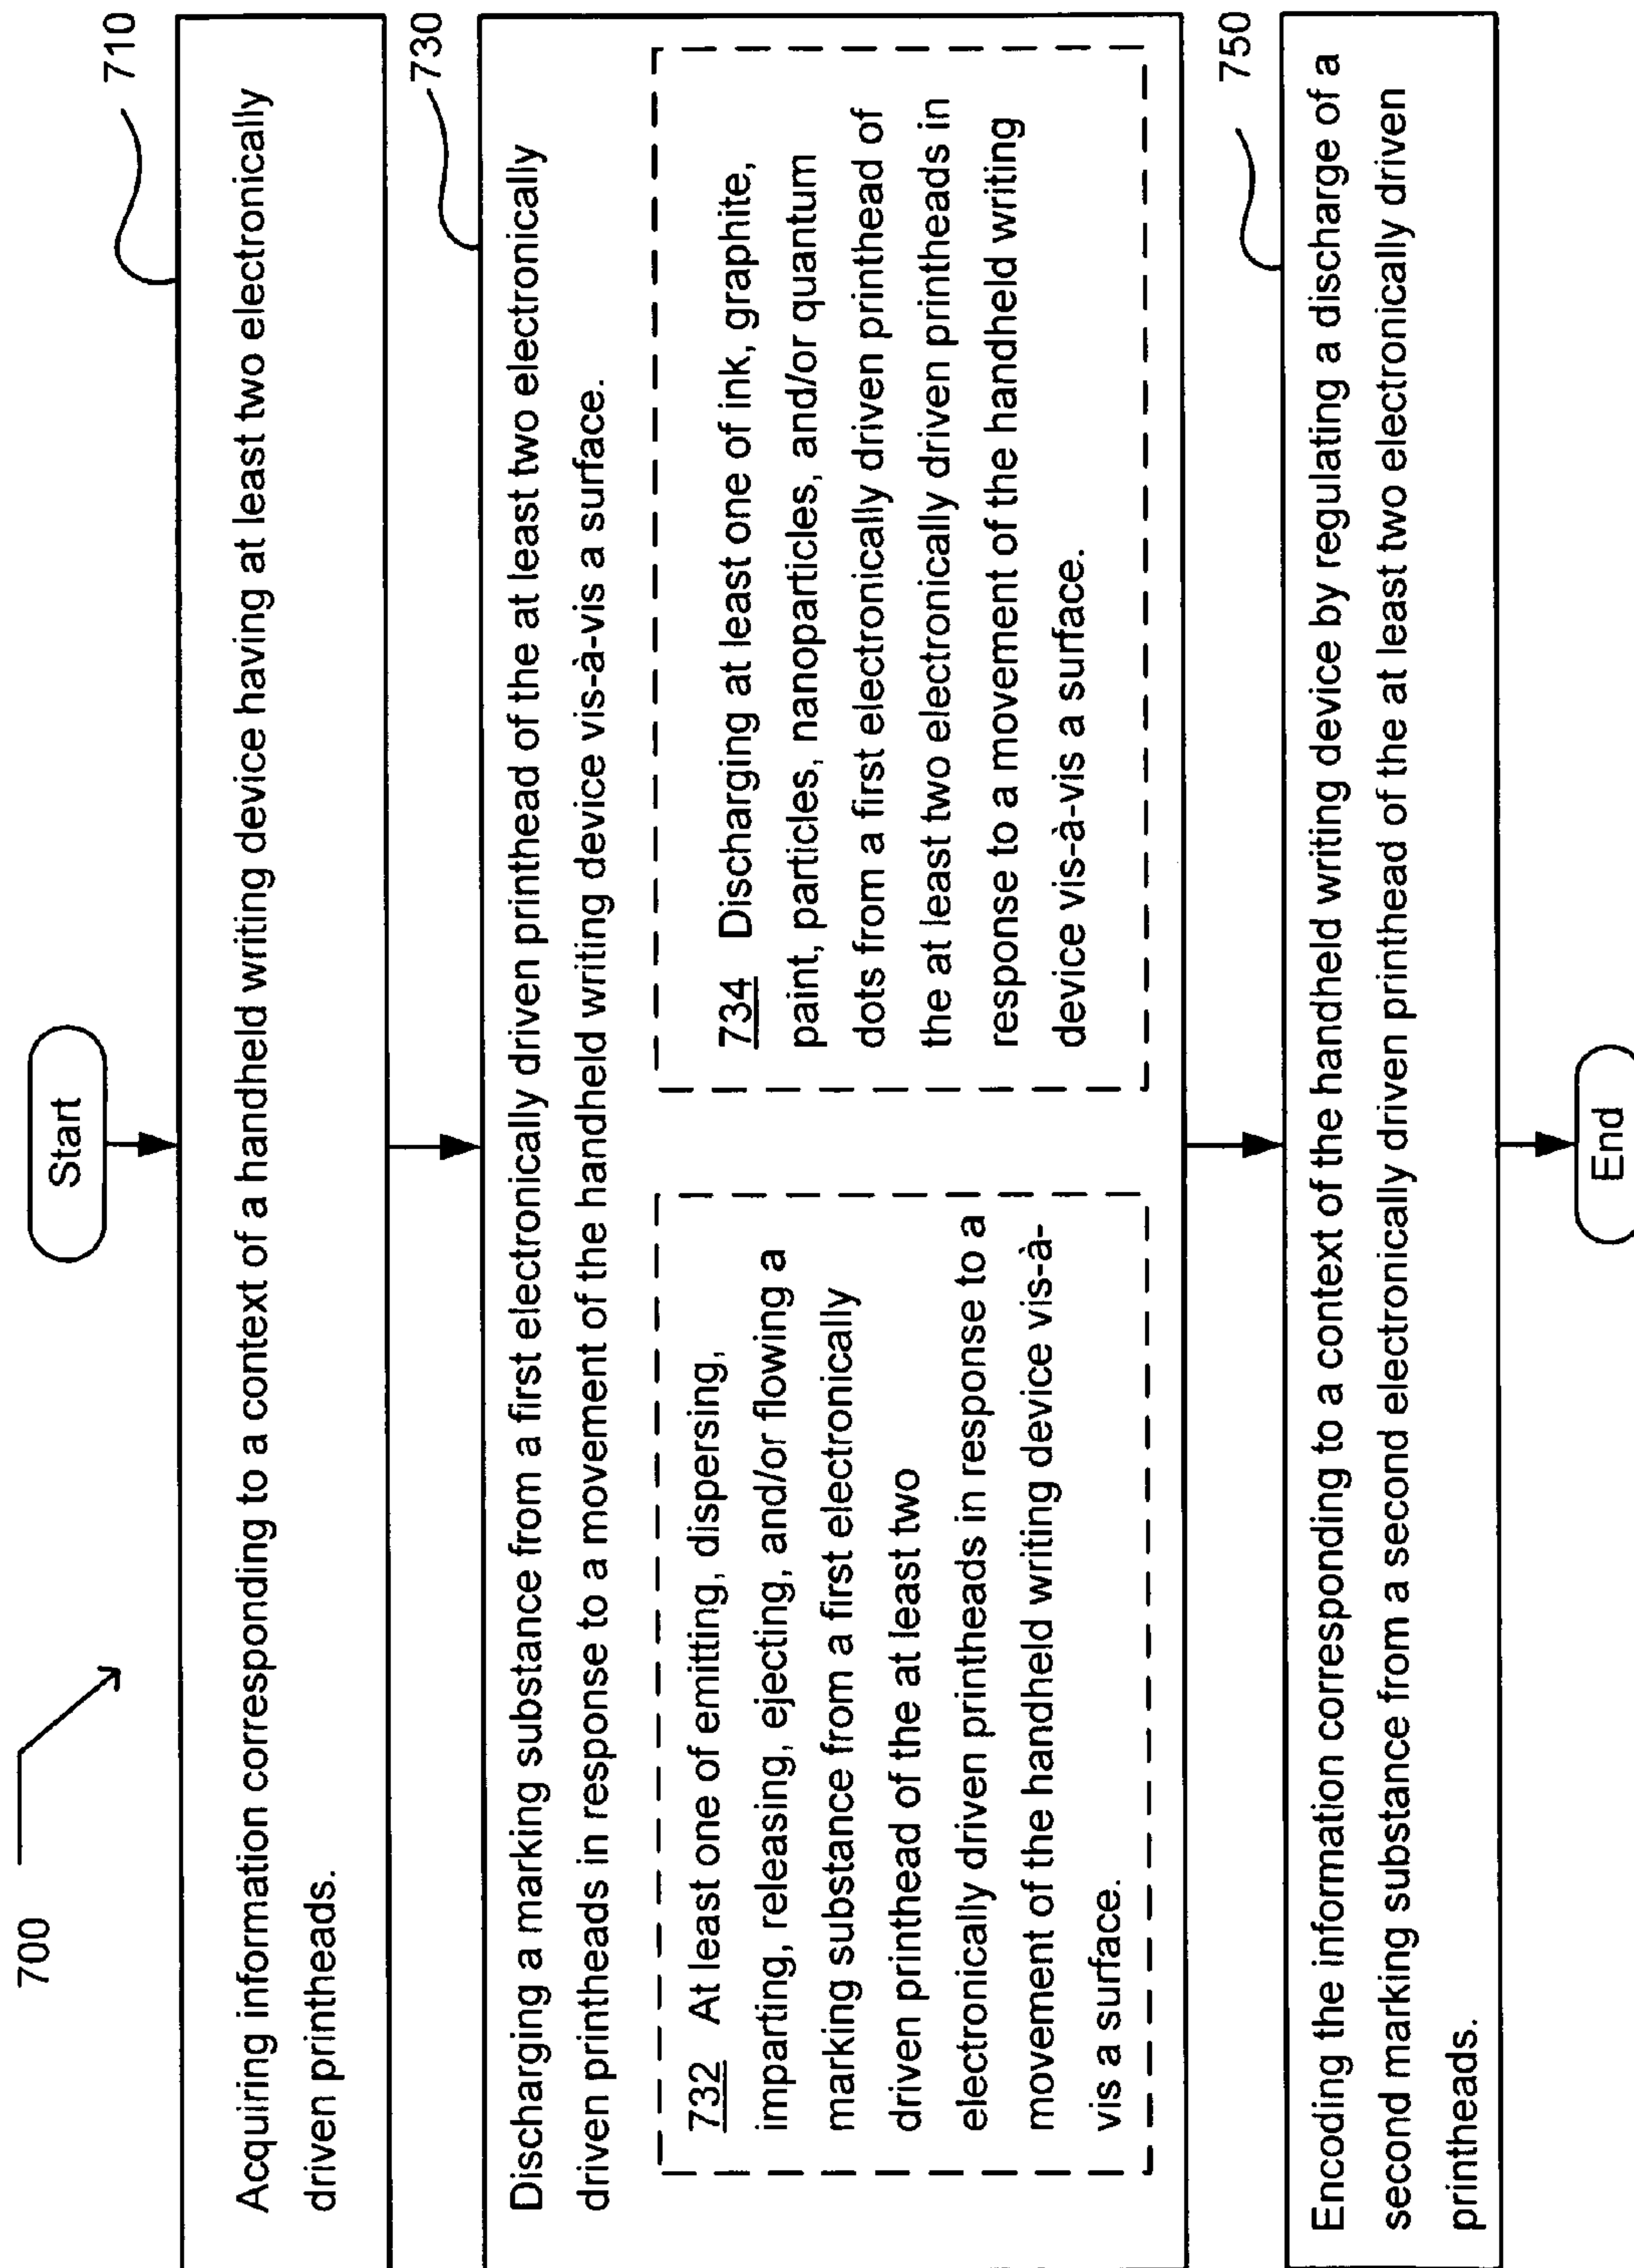 700
Start
710
Acquiring information corresponding to a context of a handheld writing device having at least two electronically
driven printheads.
730
Discharging a marking substance from a first electronically driven printhead of the at least two electronically
driven printheads in response to a movement of the handheld writing device vis-à-vis a surface.
732 At least one of emitting, dispersing,
imparting, releasing, ejecting, and/or flowing a
marking substance from a first electronically
driven printhead of the at least two
electronically driven printheads in response to a
movement of the handheld writing device vis-à-
vis a surface.
734 Discharging at least one of ink, graphite,
paint, particles, nanoparticles, and/or quantum
dots from a first electronically driven printhead of
the at least two electronically driven printheads in
response to a movement of the handheld writing
device vis-à-vis a surface.
750
Encoding the information corresponding to a context of the handheld writing device by regulating a discharge of a
second marking substance from a second electronically driven printhead of the at least two electronically driven
printheads.
End